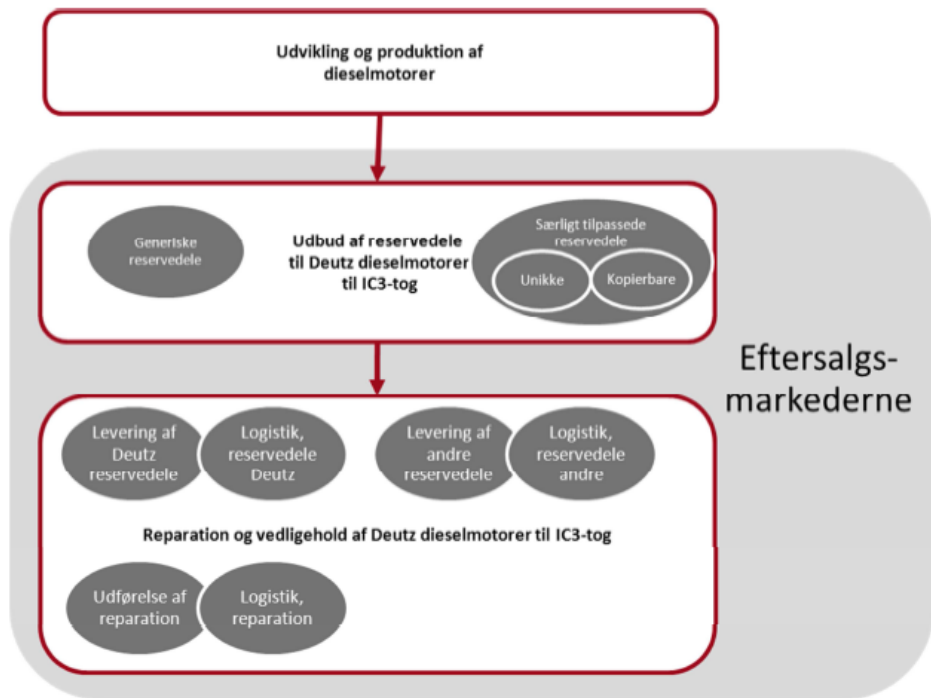 Udvikling og produktion af
dieselmotorer
Generiske
reservedele
Udbud af reservedele
til Deutz dieselmotorer
til IC3-tog
Særligt tilpassede
reservedele
Unikke
Kopierbare
Eftersalgs-
markederne
Levering af
Deutz
reservedele
Logistik,
reservedele
Deutz
Levering af
andre
reservedele
Logistik,
reservedele
andre
Reparation og vedligehold af Deutz dieselmotorer til IC3-tog
Udførelse af
reparation
Logistik,
reparation